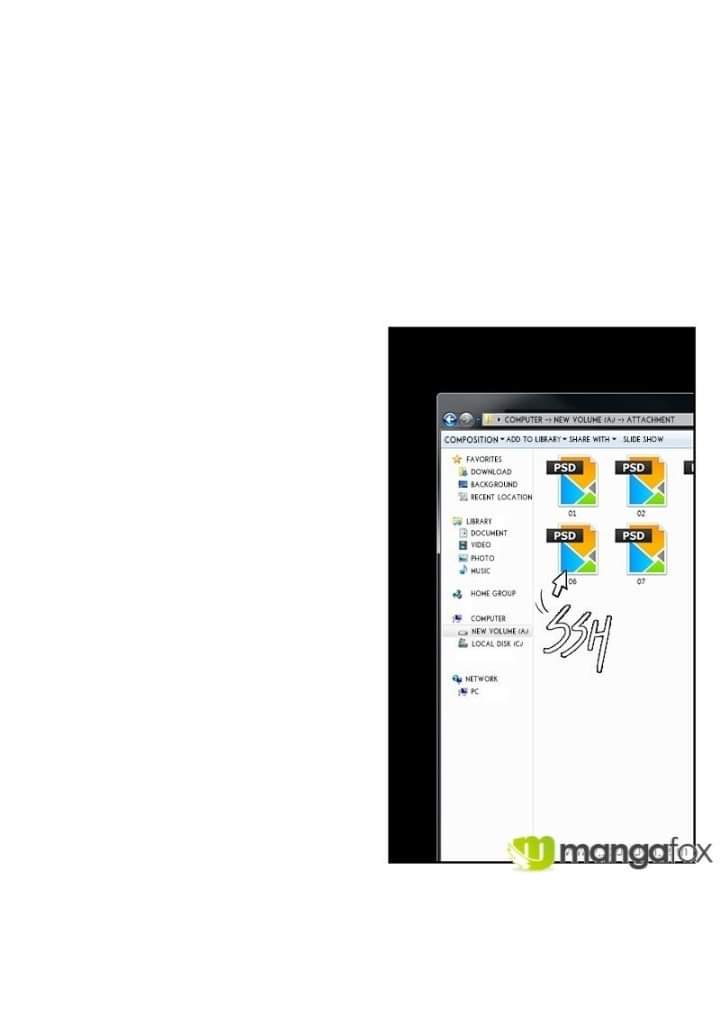 COMPUTER → NEW VOLUME (A:) → ATTACHMENT
COMPOSITION ▾ ADD TO LIBRARY ▾ SHARE WITH ▾ SLIDE SHOW
FAVORITES
DOWNLOAD
BACKGROUND
RECENT LOCATION
LIBRARY
DOCUMENT
VIDEO
PHOTO
MUSIC
HOME GROUP
COMPUTER
NEW VOLUME (A:)
LOCAL DISK (C:)
NETWORK
PC
PSD PSD
01 02
PSD PSD
06 07
SSH
mangafox